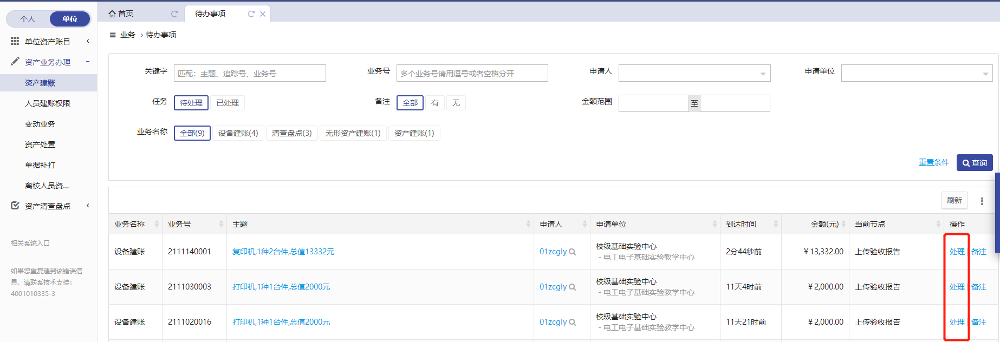 个人 单位
首页 待办事项
业务 › 待办事项
单位资产账目
资产业务办理
资产建账
人员建账权限
变动业务
资产处置
单据补打
离校人员资...
资产清查盘点
相关系统入口
如果您重复遇到该错误信
息，请联系技术支持：
4001010335-3
关键字 匹配：主题、追踪号、业务号 业务号 多个业务号请用逗号或者空格分开 申请人 申请单位
任务 待处理 已处理 备注 全部 有 无 金额范围 至
业务名称 全部(9) 设备建账(4) 清查盘点(3) 无形资产建账(1) 资产建账(1)
重置条件 查询
刷新
业务名称 业务号 主题 申请人 申请单位 到达时间 金额(元) 当前节点 操作
设备建账 2111140001 复印机,1种2台件,总值13332元 01zcgly 校级基础实验中心 2分44秒前 ¥ 13,332.00 上传验收报告 处理 备注
- 电工电子基础实验教学中心
设备建账 2111030003 打印机,1种1台件,总值2000元 01zcgly 校级基础实验中心 11天4时前 ¥ 2,000.00 上传验收报告 处理 备注
- 电工电子基础实验教学中心
设备建账 2111020016 打印机,1种1台件,总值2000元 01zcgly 校级基础实验中心 11天21时前 ¥ 2,000.00 上传验收报告 处理 备注
- 电工电子基础实验教学中心